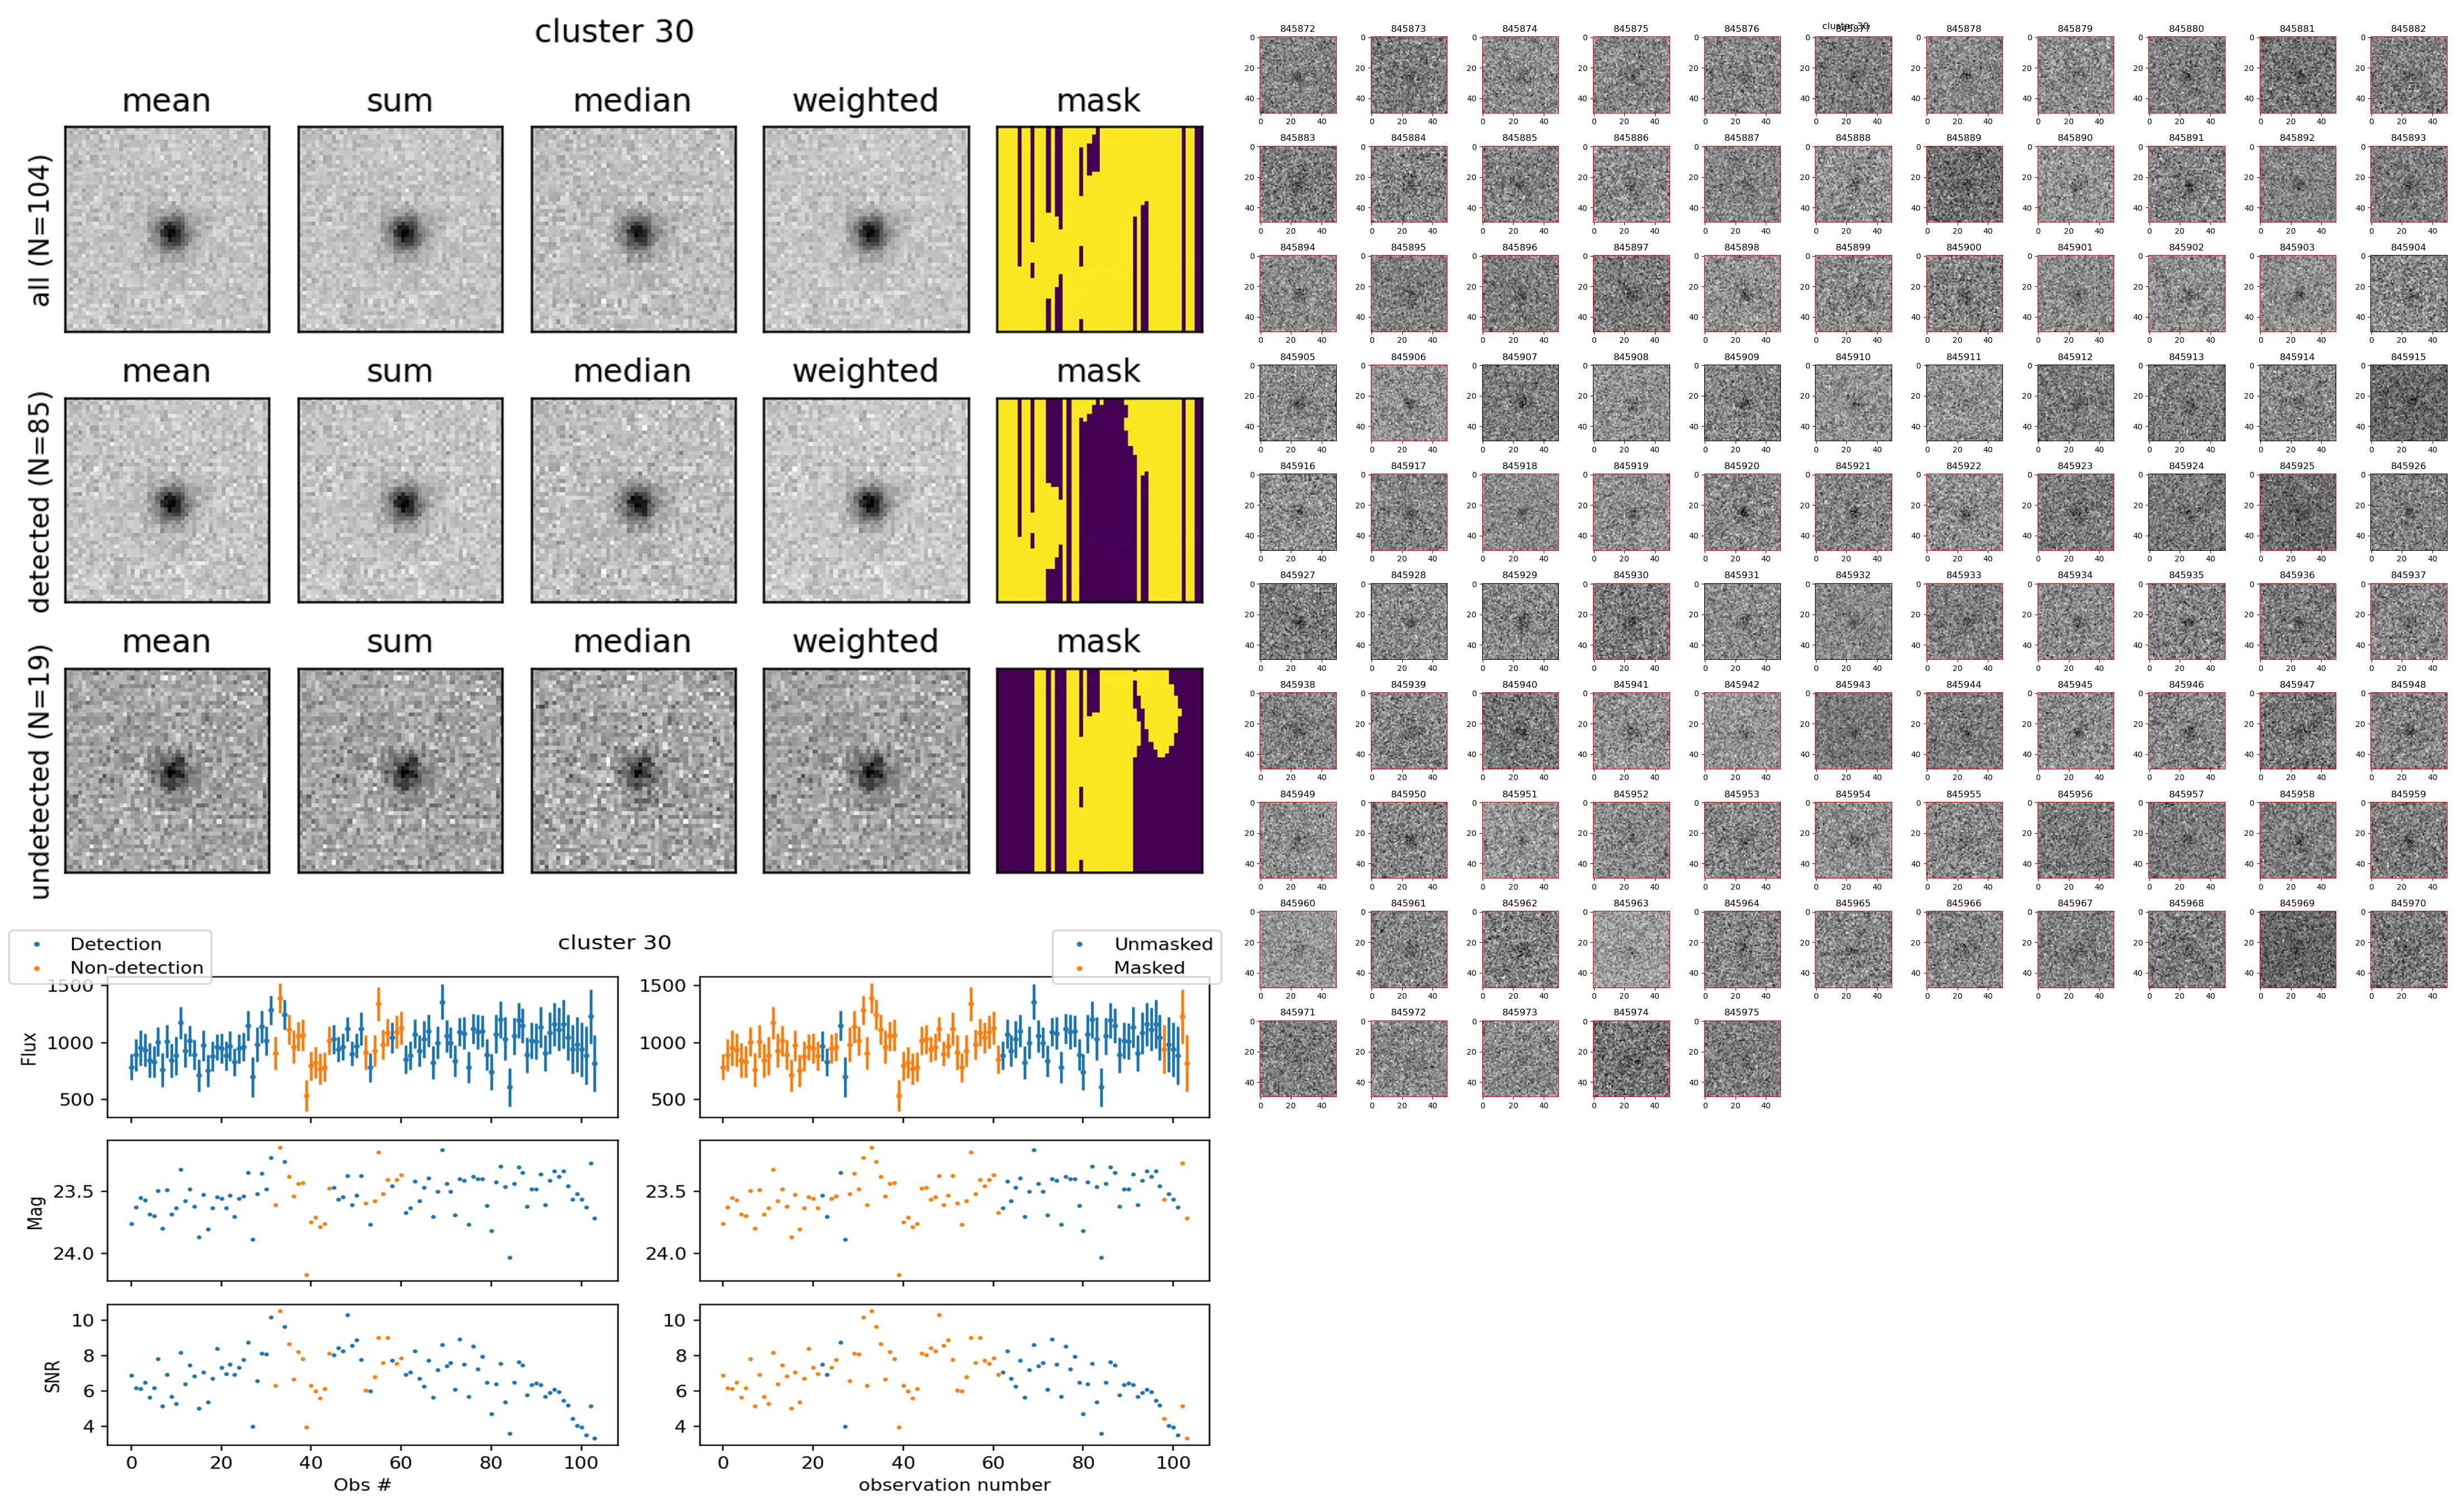 cluster 30
mean sum median weighted mask
all (N=104)
mean sum median weighted mask
detected (N=85)
mean sum median weighted mask
undetected (N=19)
cluster 30
Detection
Non-detection
Unmasked
Masked
Flux
1500
1000
500
1500
1000
500
Mag
23.5
24.0
23.5
24.0
SNR
10
8
6
4
10
8
6
4
0 20 40 60 80 100
Obs #
0 20 40 60 80 100
observation number
cluster 30
845872 845873 845874 845875 845876 845877 845878 845879 845880 845881 845882
845883 845884 845885 845886 845887 845888 845889 845890 845891 845892 845893
845894 845895 845896 845897 845898 845899 845900 845901 845902 845903 845904
845905 845906 845907 845908 845909 845910 845911 845912 845913 845914 845915
845916 845917 845918 845919 845920 845921 845922 845923 845924 845925 845926
845927 845928 845929 845930 845931 845932 845933 845934 845935 845936 845937
845938 845939 845940 845941 845942 845943 845944 845945 845946 845947 845948
845949 845950 845951 845952 845953 845954 845955 845956 845957 845958 845959
845960 845961 845962 845963 845964 845965 845966 845967 845968 845969 845970
845971 845972 845973 845974 845975